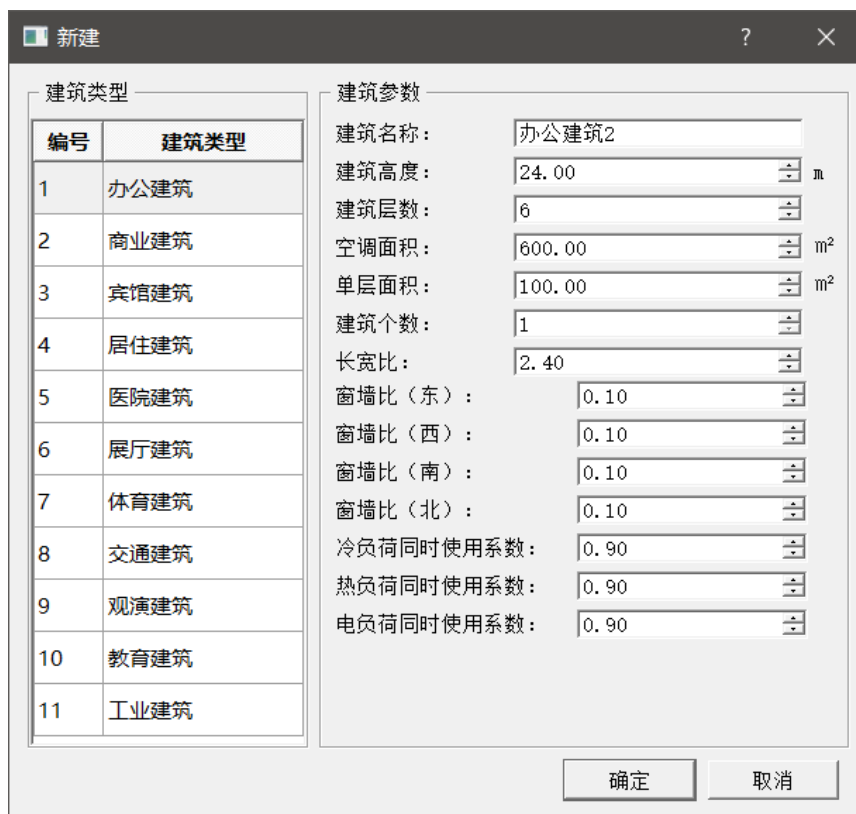 新建
建筑类型
编号 建筑类型
1 办公建筑
2 商业建筑
3 宾馆建筑
4 居住建筑
5 医院建筑
6 展厅建筑
7 体育建筑
8 交通建筑
9 观演建筑
10 教育建筑
11 工业建筑
建筑参数
建筑名称： 办公建筑2
建筑高度： 24.00 m
建筑层数： 6
空调面积： 600.00 m²
单层面积： 100.00 m²
建筑个数： 1
长宽比： 2.40
窗墙比（东）： 0.10
窗墙比（西）： 0.10
窗墙比（南）： 0.10
窗墙比（北）： 0.10
冷负荷同时使用系数： 0.90
热负荷同时使用系数： 0.90
电负荷同时使用系数： 0.90
确定 取消